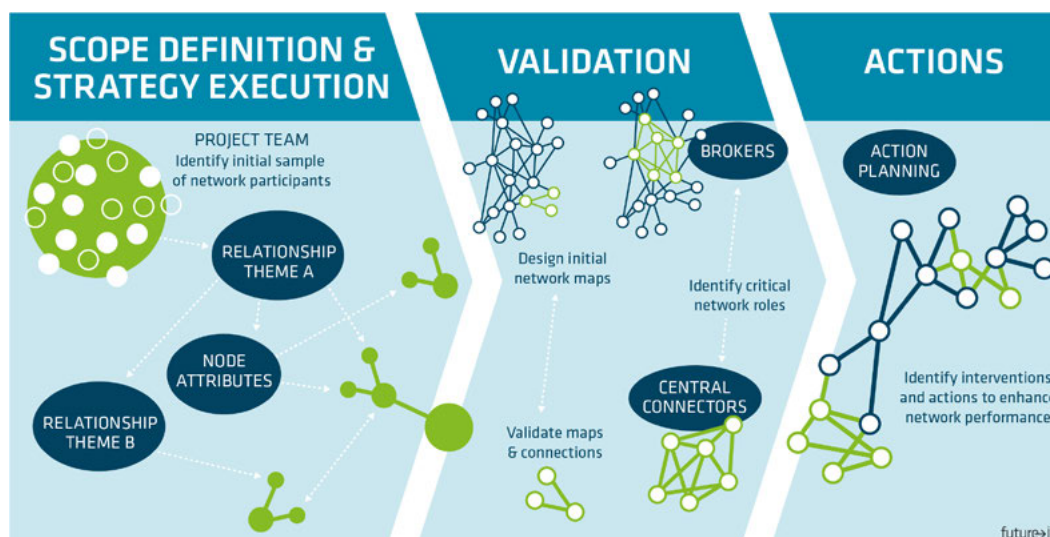 SCOPE DEFINITION &
STRATEGY EXECUTION
PROJECT TEAM
Identify initial sample
of network participants
RELATIONSHIP
THEME A
NODE
ATTRIBUTES
RELATIONSHIP
THEME B
VALIDATION
BROKERS
Design initial
network maps
Identify critical
network roles
CENTRAL
CONNECTORS
Validate maps
& connections
ACTIONS
ACTION
PLANNING
Identify interventions
and actions to enhance
network performance